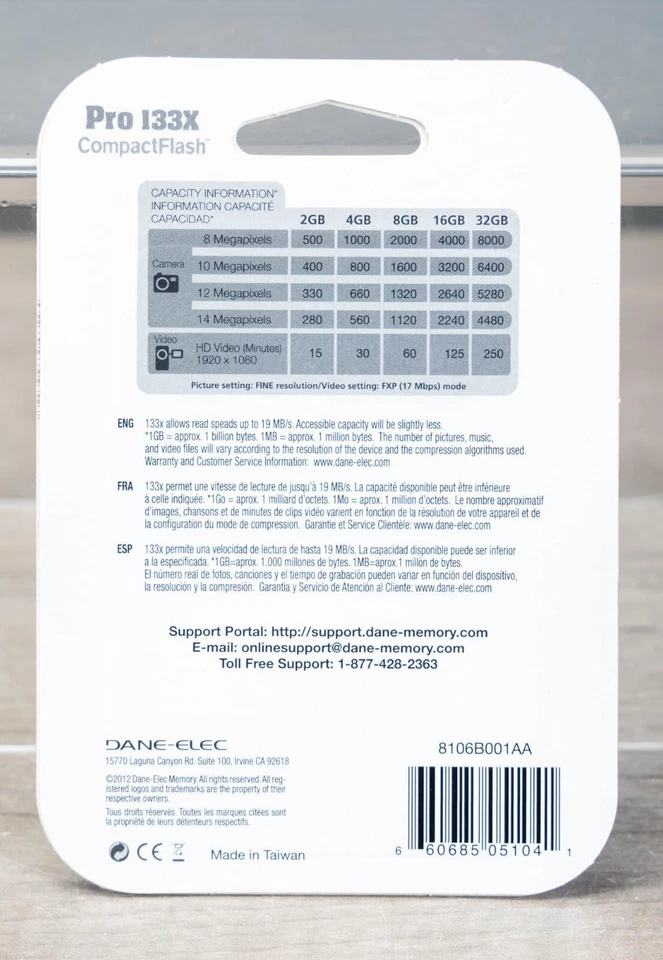 Pro 133X
CompactFlash™
CAPACITY INFORMATION*
INFORMATION CAPACITÉ
CAPACIDAD* 2GB 4GB 8GB 16GB 32GB
8 Megapixels 500 1000 2000 4000 8000
Camera
10 Megapixels 400 800 1600 3200 6400
12 Megapixels 330 660 1320 2640 5280
14 Megapixels 280 560 1120 2240 4480
Video
HD Video (Minutes)
1920 x 1080 15 30 60 125 250
Picture setting: FINE resolution/Video setting: FXP (17 Mbps) mode
ENG 133x allows read speads up to 19 MB/s. Accessible capacity will be slightly less.
*1GB = approx. 1 billion bytes. 1MB = approx. 1 million bytes. The number of pictures, music,
and video files will vary according to the resolution of the device and the compression algorithms used.
Warranty and Customer Service Information: www.dane-elec.com
FRA 133x permet une vitesse de lecture de jusqu'à 19 MB/s. La capacité disponible peut être inférieure
à celle indiquée. *1Go = aprox. 1 milliard d'octets. 1Mo = aprox. 1 million d'octets. Le nombre approximatif
d'images, chansons et de minutes de clips vidéo varient en fonction de la résolution de votre appareil et de
la configuration du mode de compression. Garantie et Service Clientèle: www.dane-elec.com
ESP 133x permite una velocidad de lectura de hasta 19 MB/s. La capacidad disponible puede ser inferior
a la especificada. *1GB=aprox. 1.000 millones de bytes. 1MB=aprox.1 millón de bytes.
El número real de fotos, canciones y el tiempo de grabación pueden variar en función del dispositivo,
la resolución y la compresión. Garantia y Servicio de Atención al Cliente: www.dane-elec.com
Support Portal: http://support.dane-memory.com
E-mail: onlinesupport@dane-memory.com
Toll Free Support: 1-877-428-2363
DANE-ELEC
15770 Laguna Canyon Rd. Suite 100, Irvine CA 92618
©2012 Dane-Elec Memory. All rights reserved. All reg-
istered logos and trademarks are the property of their
respective owners.
Tous droits réservés. Toutes les marques citées sont
la propriété de leurs détenteurs respectifs.
CE Made in Taiwan
8106B001AA
6 60685 05104 1